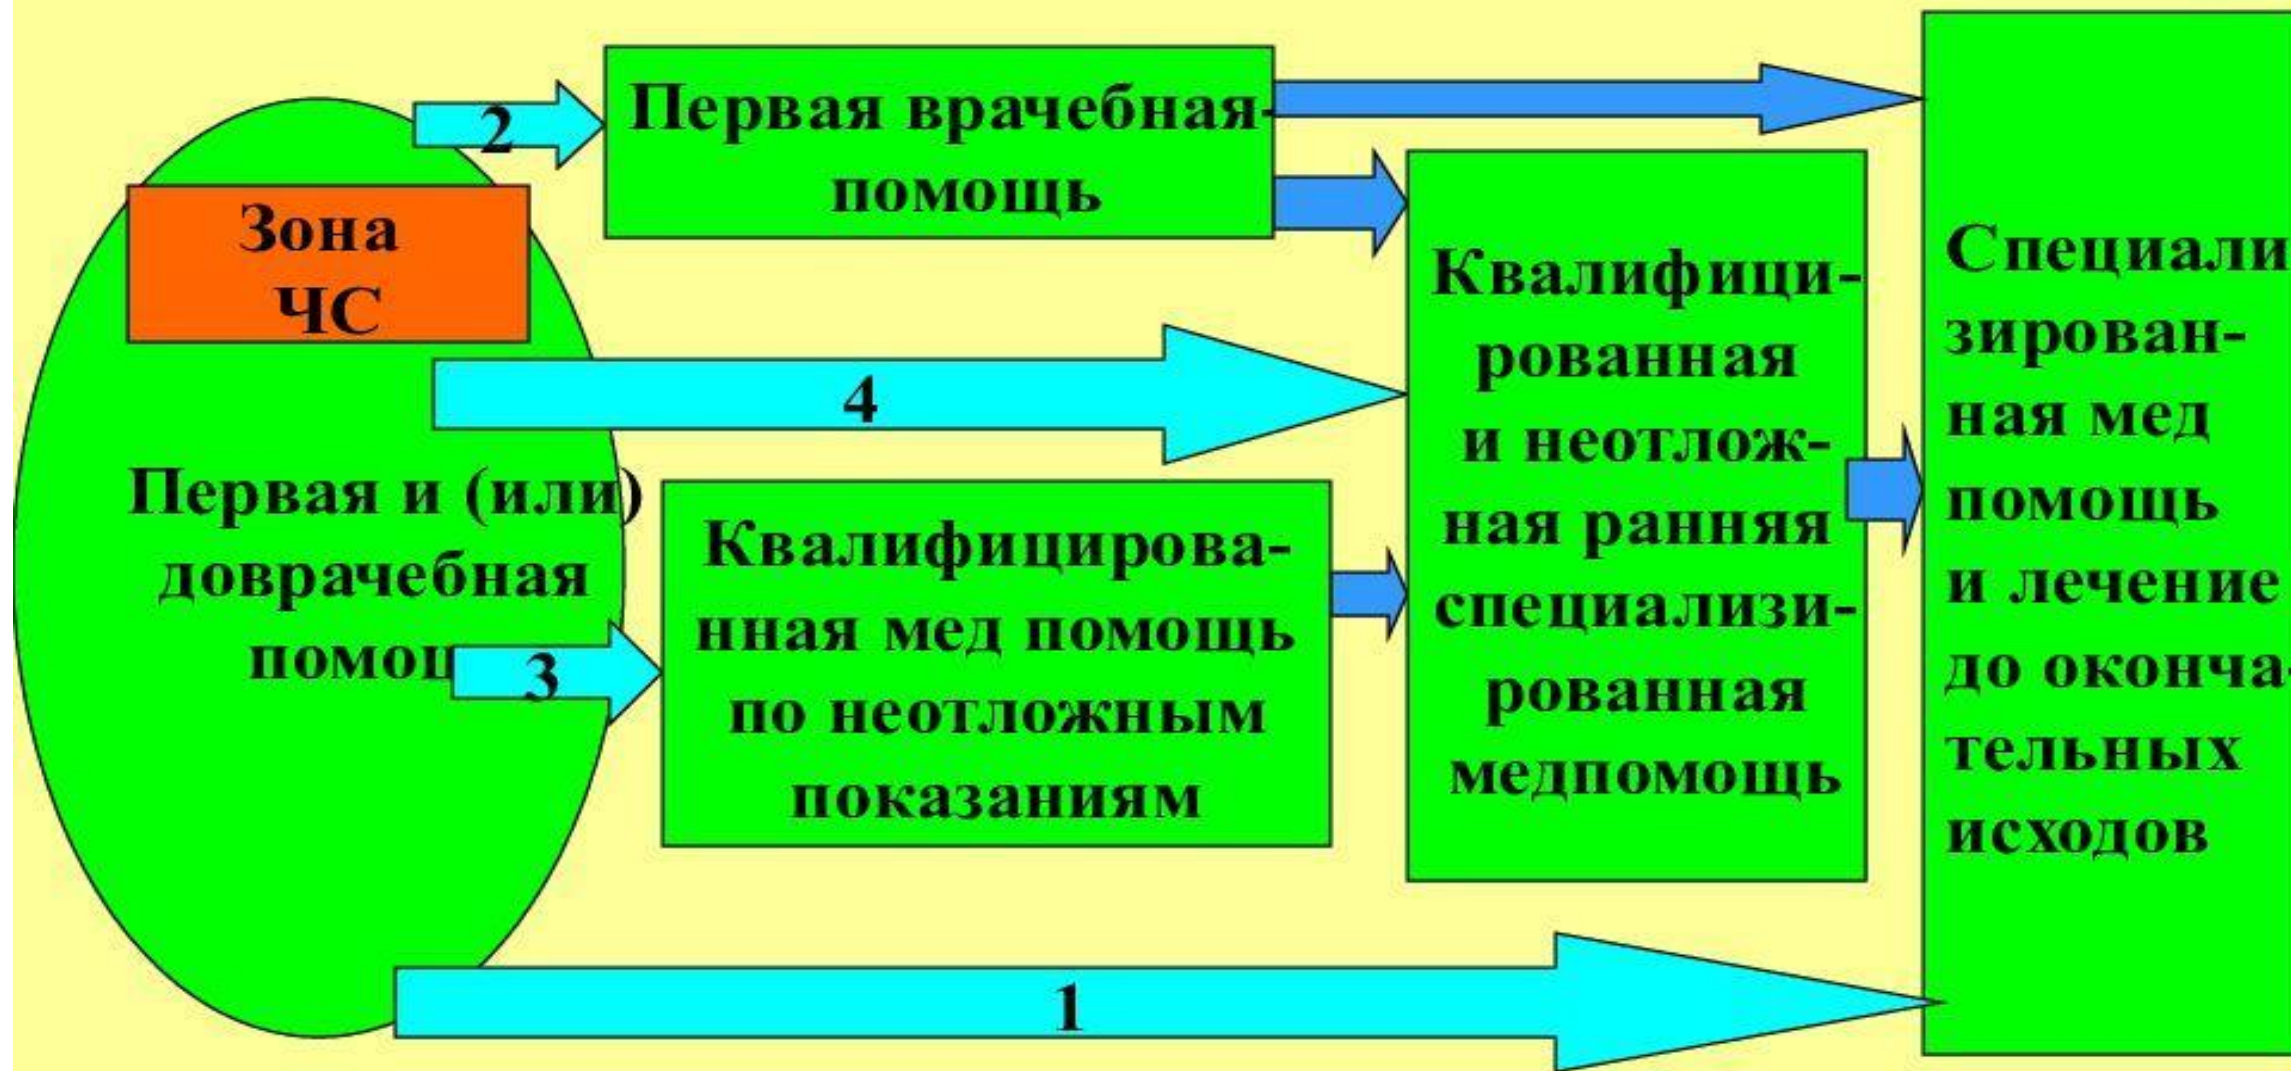 2
Первая врачебная-
помощь
Зона
ЧС
4
Первая и (или)
доврачебная
3
Квалифицирова-
нная мед помощь
по неотложным
показаниям
Квалифици-
рованная
и неотлож-
ная ранняя
специализи-
рованная
медпомощь
Специали
зирован-
ная мед
помощь
и лечение
до оконча-
тельных
исходов
1